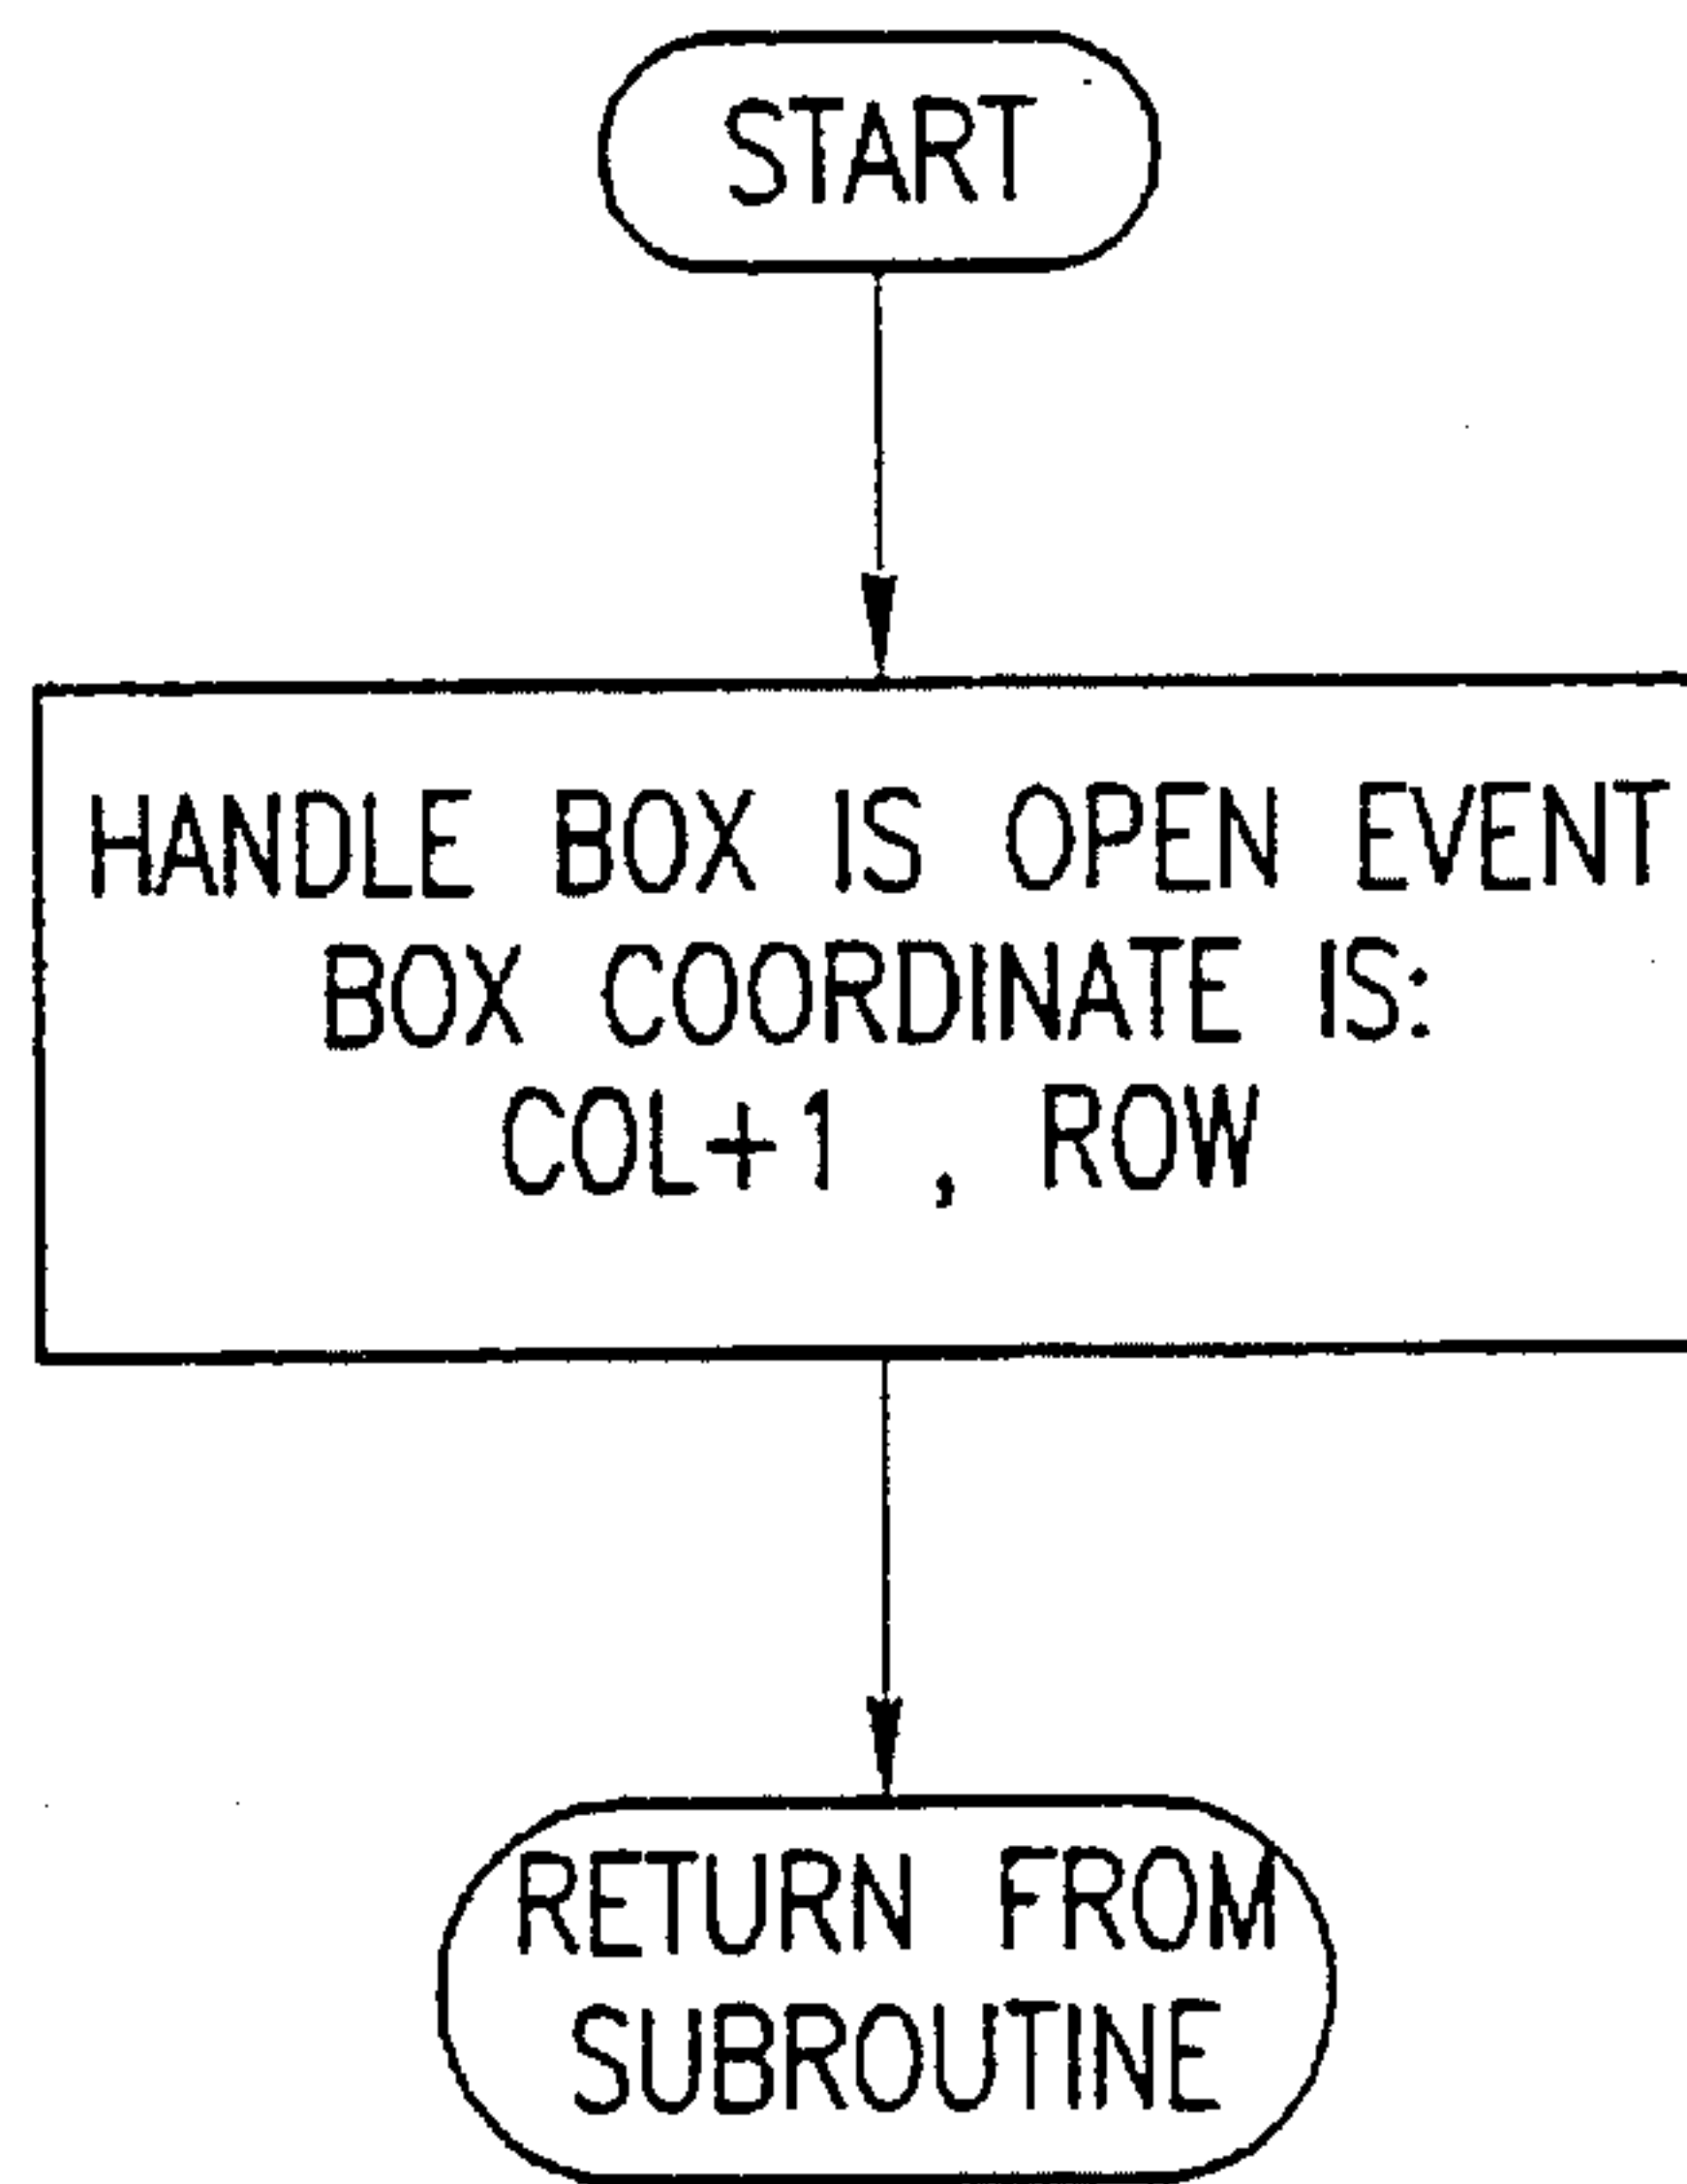 START
HANDLE BOX IS OPEN EVENT
BOX COORDINATE IS:
COL+1 , ROW
RETURN FROM
SUBROUTINE